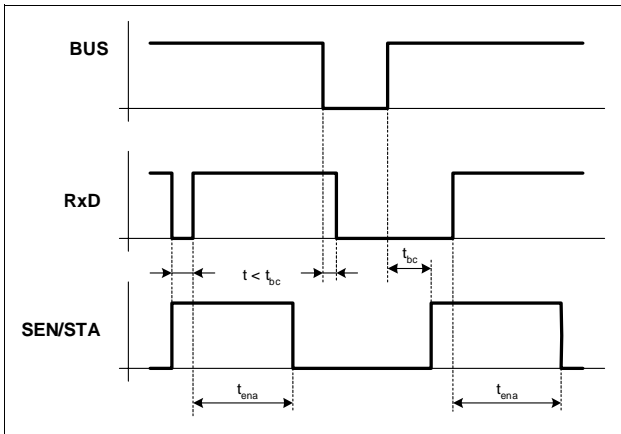 BUS
RxD
t < tbc
tbc
SEN/STA
tena
tena